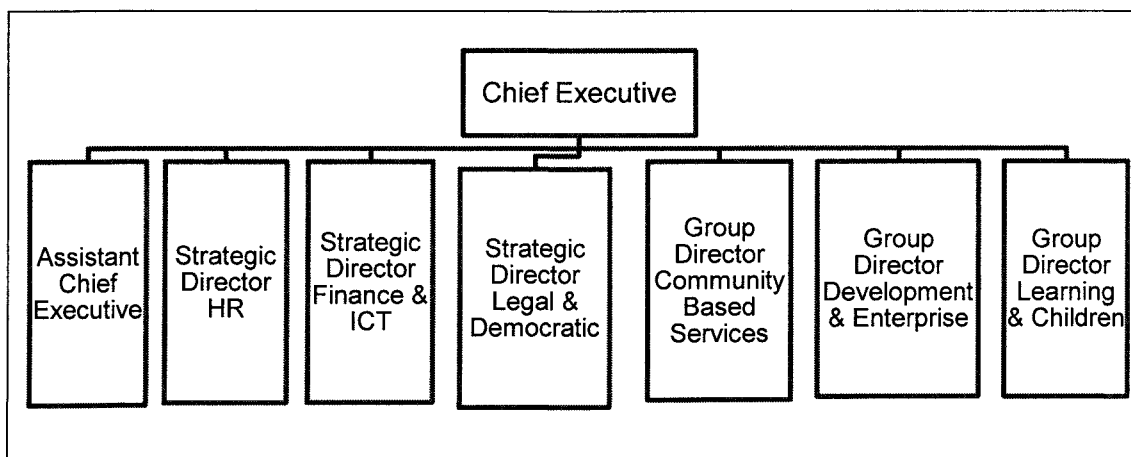 Chief Executive
Assistant
Chief
Executive
Strategic
Director
HR
Strategic
Director
Finance &
ICT
Strategic
Director
Legal &
Democratic
Group
Director
Community
Based
Services
Group
Director
Development
& Enterprise
Group
Director
Learning
& Children